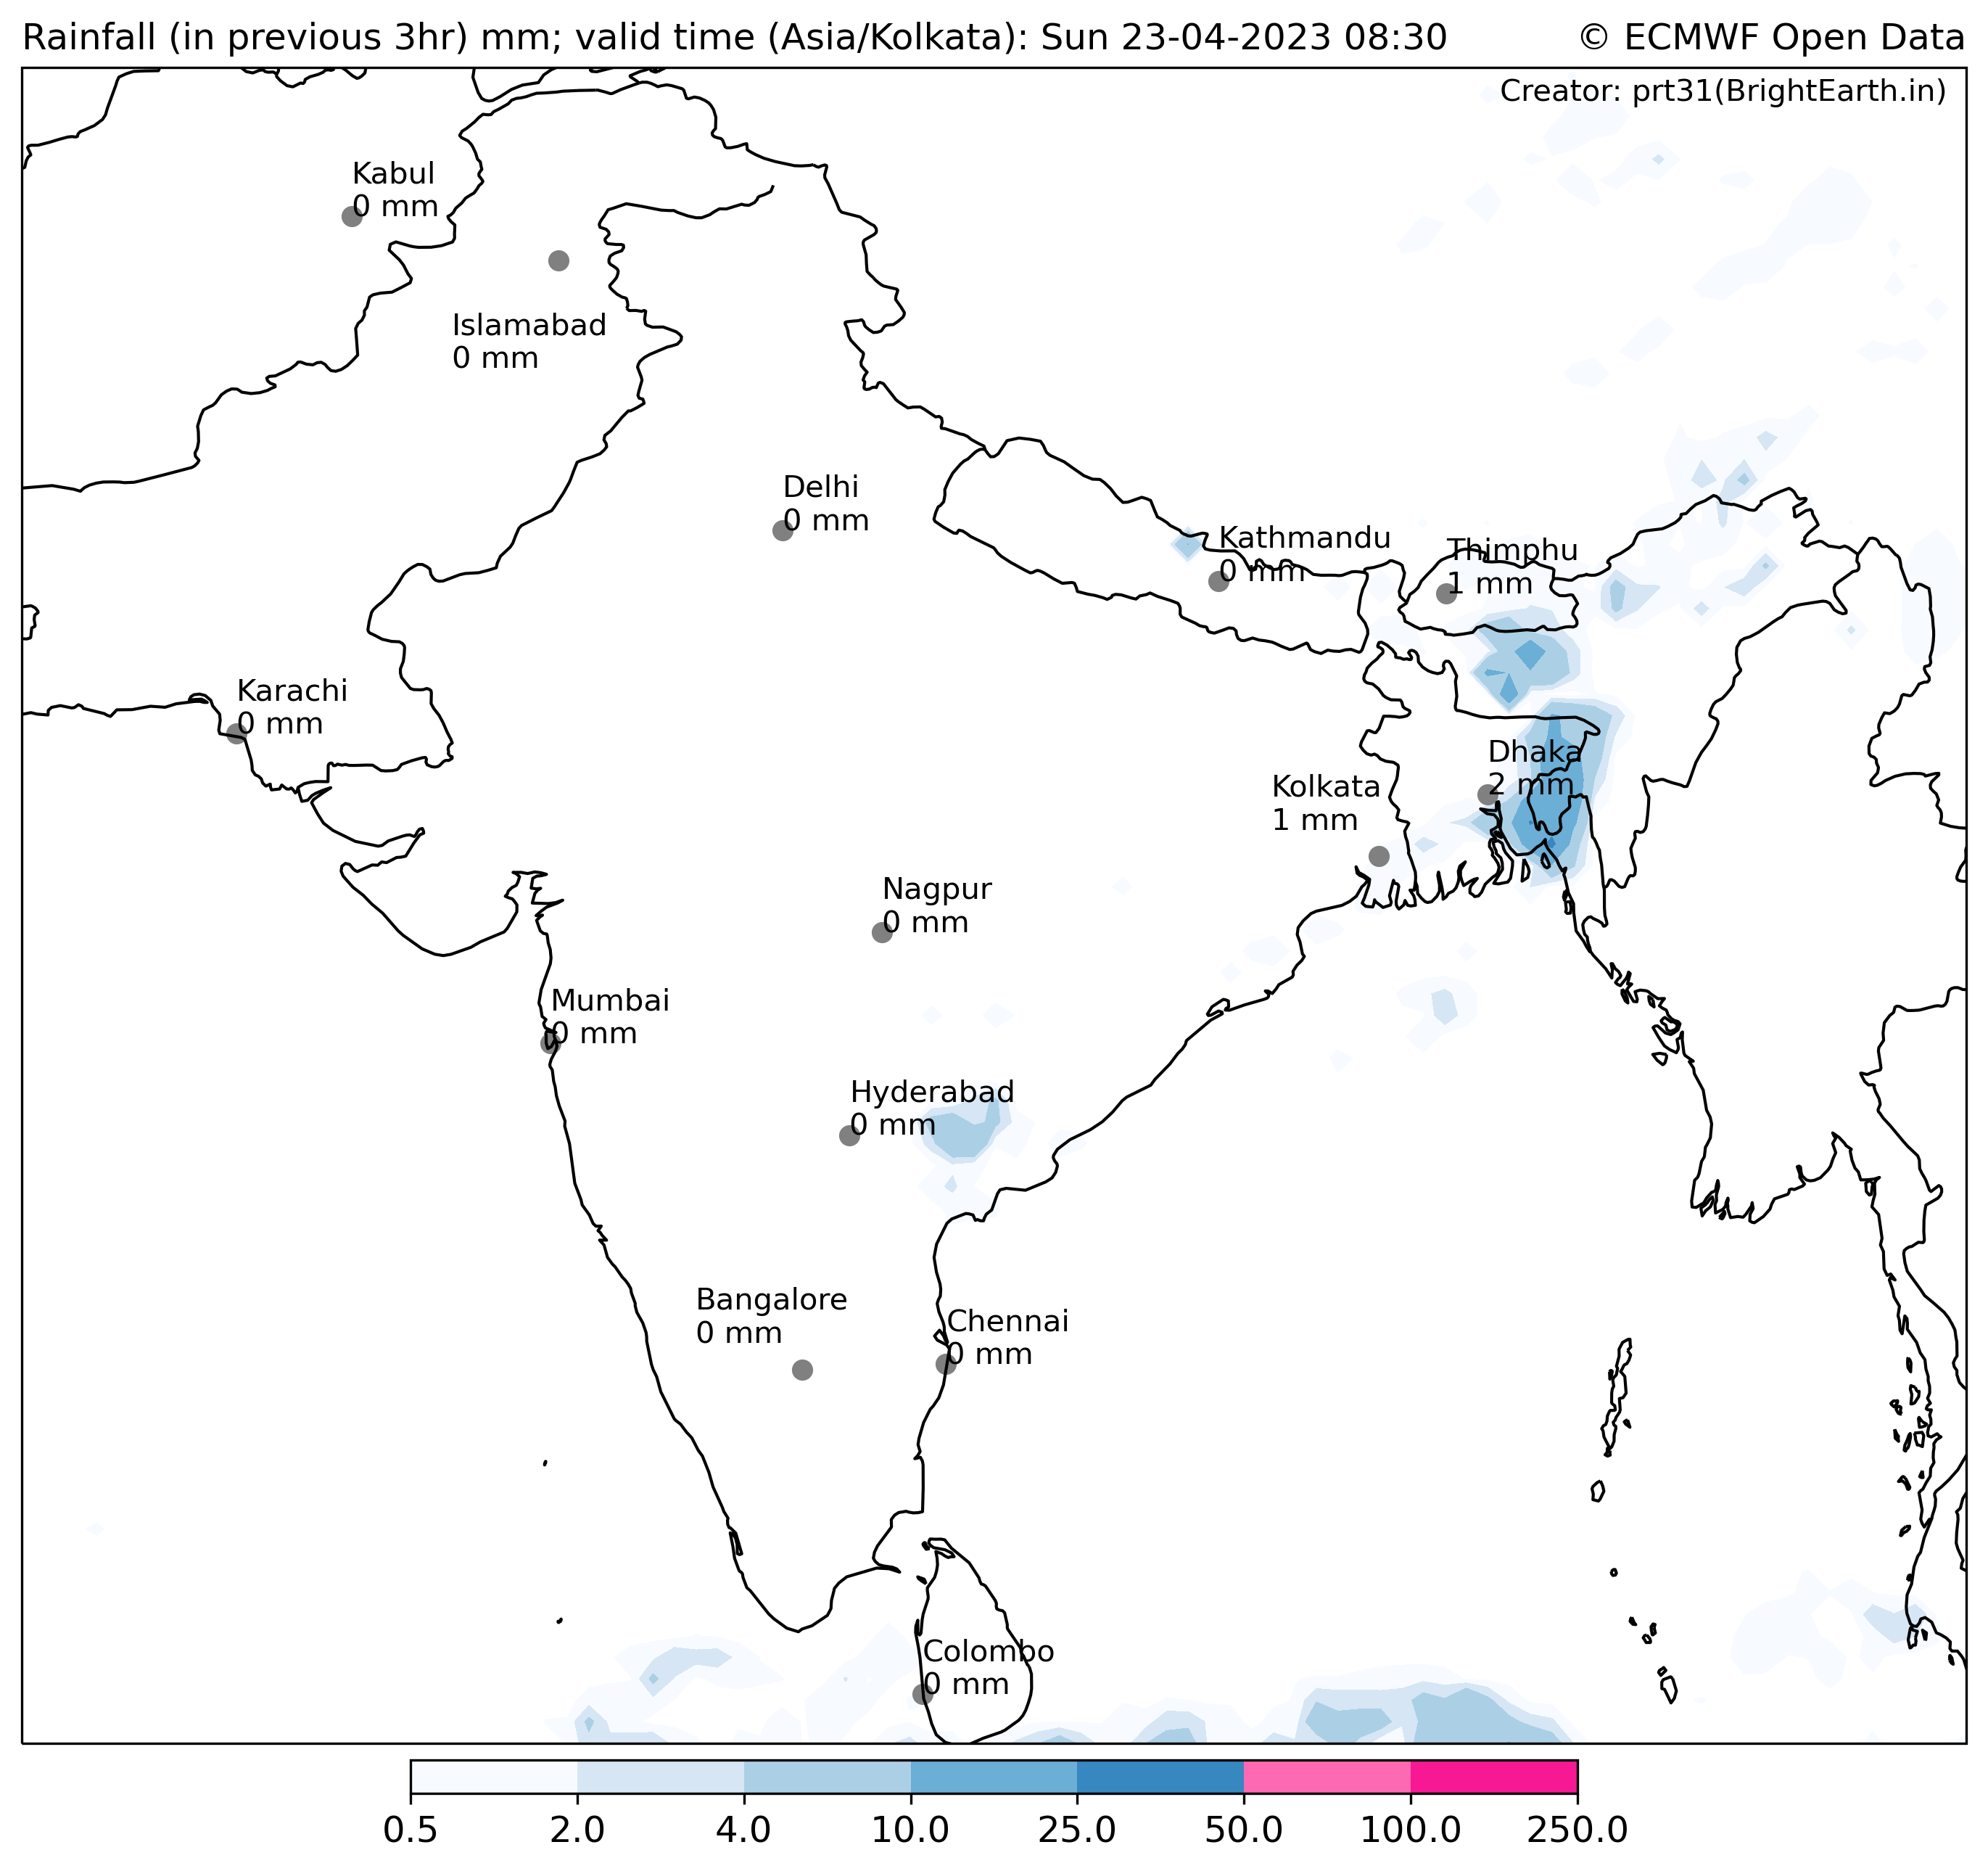 Rainfall (in previous 3hr) mm; valid time (Asia/Kolkata): Sun 23-04-2023 08:30
© ECMWF Open Data
Creator: prt31(BrightEarth.in)
Kabul
0 mm
Islamabad
0 mm
Delhi
0 mm
Kathmandu
0 mm
Thimphu
1 mm
Karachi
0 mm
Dhaka
2 mm
Kolkata
1 mm
Nagpur
0 mm
Mumbai
0 mm
Hyderabad
0 mm
Bangalore
0 mm
Chennai
0 mm
Colombo
0 mm
0.5 2.0 4.0 10.0 25.0 50.0 100.0 250.0